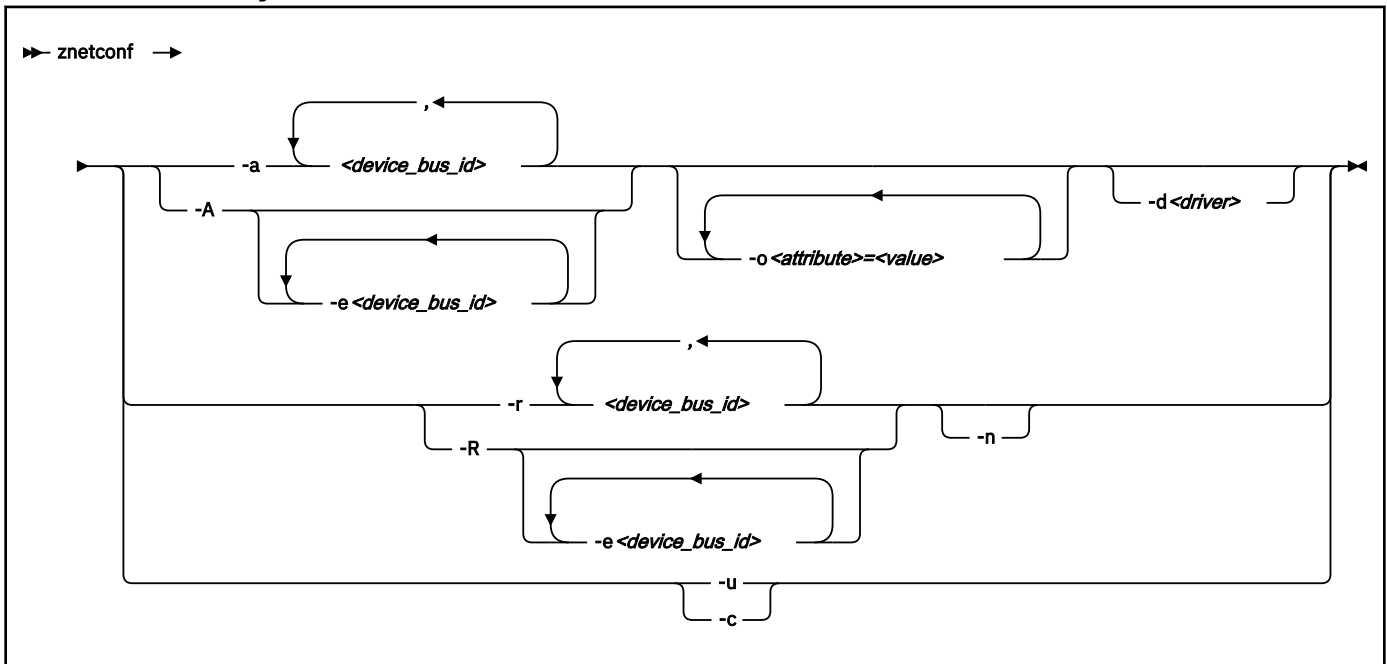 znetconf
,
-a <device_bus_id>
-A
-e <device_bus_id>
-o <attribute>=<value>
-d <driver>
,
-r <device_bus_id>
-R
-n
-e <device_bus_id>
-u
-c